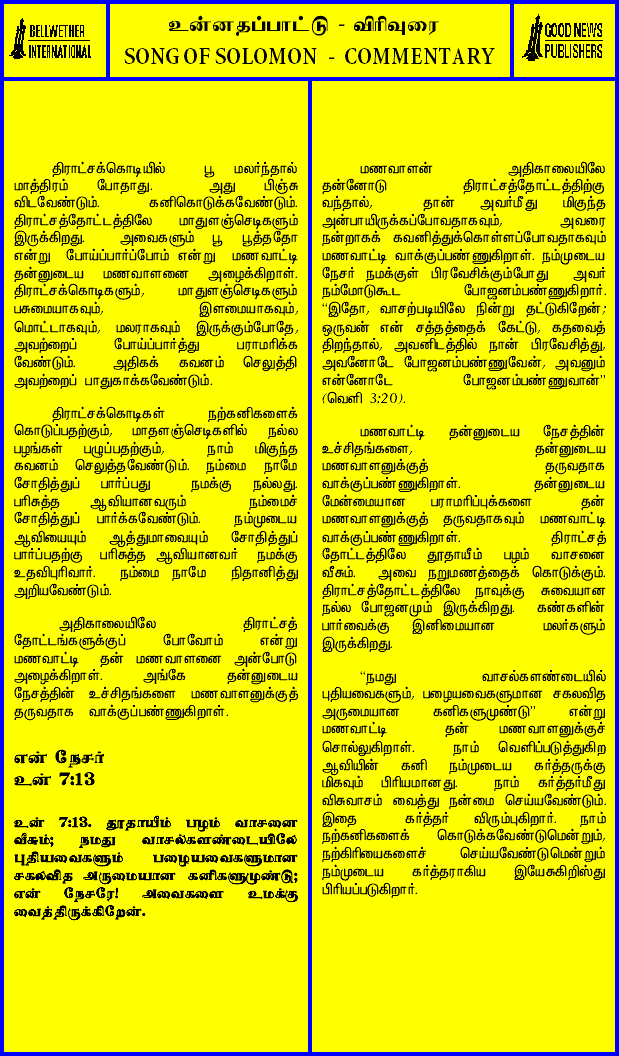 BELLWETHER
INTERNATIONAL
உன்னதப்பாட்டு - விரிவுரை
SONG OF SOLOMON - COMMENTARY
GOOD NEWS
PUBLISHERS
திராட்சக்கொடியில் பூ மலர்ந்தால்
மாத்திரம் போதாது. அது பிஞ்சு
விடவேண்டும். கனிகொடுக்கவேண்டும்.
திராட்சத்தோட்டத்திலே மாதுளஞ்செடிகளும்
இருக்கிறது. அவைகளும் பூ பூத்ததோ
என்று போய்ப்பார்ப்போம் என்று மணவாட்டி
தன்னுடைய மணவாளனை அழைக்கிறாள்.
திராட்சக்கொடிகளும், மாதுளஞ்செடிகளும்
பசுமையாகவும், இளமையாகவும்,
மொட்டாகவும், மலராகவும் இருக்கும்போதே,
அவற்றைப் போய்ப்பார்த்து பராமரிக்க
வேண்டும். அதிகக் கவனம் செலுத்தி
அவற்றைப் பாதுகாக்கவேண்டும்.
திராட்சக்கொடிகள் நற்கனிகளைக்
கொடுப்பதற்கும், மாதளஞ்செடிகளில் நல்ல
பழங்கள் பழுப்பதற்கும், நாம் மிகுந்த
கவனம் செலுத்தவேண்டும். நம்மை நாமே
சோதித்துப் பார்ப்பது நமக்கு நல்லது.
பரிசுத்த ஆவியானவரும் நம்மைச்
சோதித்துப் பார்க்கவேண்டும். நம்முடைய
ஆவியையும் ஆத்துமாவையும் சோதித்துப்
பார்ப்பதற்கு பரிசுத்த ஆவியானவர் நமக்கு
உதவிபுரிவார். நம்மை நாமே நிதானித்து
அறியவேண்டும்.
அதிகாலையிலே திராட்சத்
தோட்டங்களுக்குப் போவோம் என்று
மணவாட்டி தன் மணவாளனை அன்போடு
அழைக்கிறாள். அங்கே தன்னுடைய
நேசத்தின் உச்சிதங்களை மணவாளனுக்குத்
தருவதாக வாக்குப்பண்ணுகிறாள்.
என் நேசர்
உன் 7:13
உன் 7:13. தூதாயீம் பழம் வாசனை
வீசும்; நமது வாசல்களண்டையிலே
புதியவைகளும் பழையவைகளுமான
சகலவித அருமையான கனிகளுமுண்டு;
என் நேசரே! அவைகளை உமக்கு
வைத்திருக்கிறேன்.
மணவாளன் அதிகாலையிலே
தன்னோடு திராட்சத்தோட்டத்திற்கு
வந்தால், தான் அவர்மீது மிகுந்த
அன்பாயிருக்கப்போவதாகவும், அவரை
நன்றாகக் கவனித்துக்கொள்ளப்போவதாகவும்
மணவாட்டி வாக்குப்பண்ணுகிறாள். நம்முடைய
நேசர் நமக்குள் பிரவேசிக்கும்போது அவர்
நம்மோடுகூட போஜனம்பண்ணுகிறார்.
“இதோ, வாசற்படியிலே நின்று தட்டுகிறேன்;
ஒருவன் என் சத்தத்தைக் கேட்டு, கதவைத்
திறந்தால், அவனிடத்தில் நான் பிரவேசித்து,
அவனோடே போஜனம்பண்ணுவேன், அவனும்
என்னோடே போஜனம்பண்ணுவான்”
(வெளி 3:20).
மணவாட்டி தன்னுடைய நேசத்தின்
உச்சிதங்களை, தன்னுடைய
மணவாளனுக்குத் தருவதாக
வாக்குப்பண்ணுகிறாள். தன்னுடைய
மேன்மையான பராமரிப்புக்களை தன்
மணவாளனுக்குத் தருவதாகவும் மணவாட்டி
வாக்குப்பண்ணுகிறாள். திராட்சத்
தோட்டத்திலே தூதாயீம் பழம் வாசனை
வீசும். அவை நறுமணத்தைக் கொடுக்கும்.
திராட்சத்தோட்டத்திலே நாவுக்கு சுவையான
நல்ல போஜனமும் இருக்கிறது. கண்களின்
பார்வைக்கு இனிமையான மலர்களும்
இருக்கிறது.
“நமது வாசல்களண்டையில்
புதியவைகளும், பழையவைகளுமான சகலவித
அருமையான கனிகளுமுண்டு” என்று
மணவாட்டி தன் மணவாளனுக்குச்
சொல்லுகிறாள். நாம் வெளிப்படுத்துகிற
ஆவியின் கனி நம்முடைய கர்த்தருக்கு
மிகவும் பிரியமானது. நாம் கர்த்தர்மீது
விசுவாசம் வைத்து நன்மை செய்யவேண்டும்.
இதை கர்த்தர் விரும்புகிறார். நாம்
நற்கனிகளைக் கொடுக்கவேண்டுமென்றும்,
நற்கிரியைகளைச் செய்யவேண்டுமென்றும்
நம்முடைய கர்த்தராகிய இயேசுகிறிஸ்து
பிரியப்படுகிறார்.